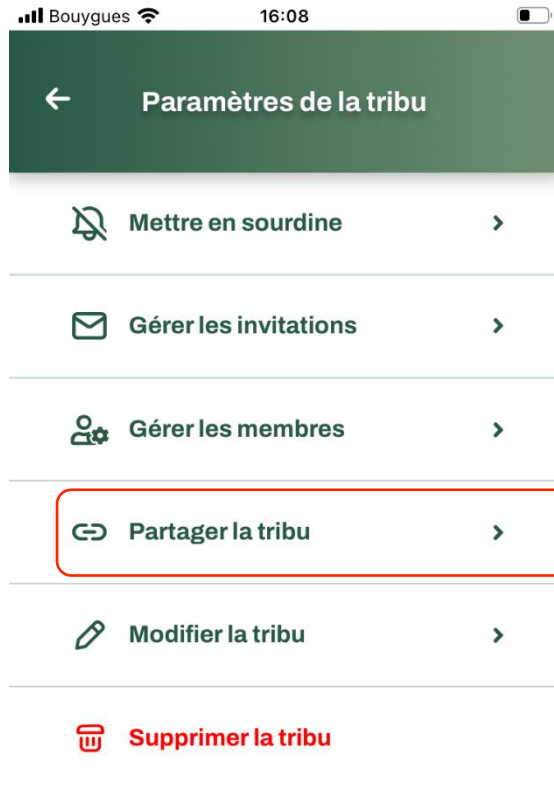 Bouygues 16:08
Paramètres de la tribu
Mettre en sourdine
Gérer les invitations
Gérer les membres
Partager la tribu
Modifier la tribu
Supprimer la tribu